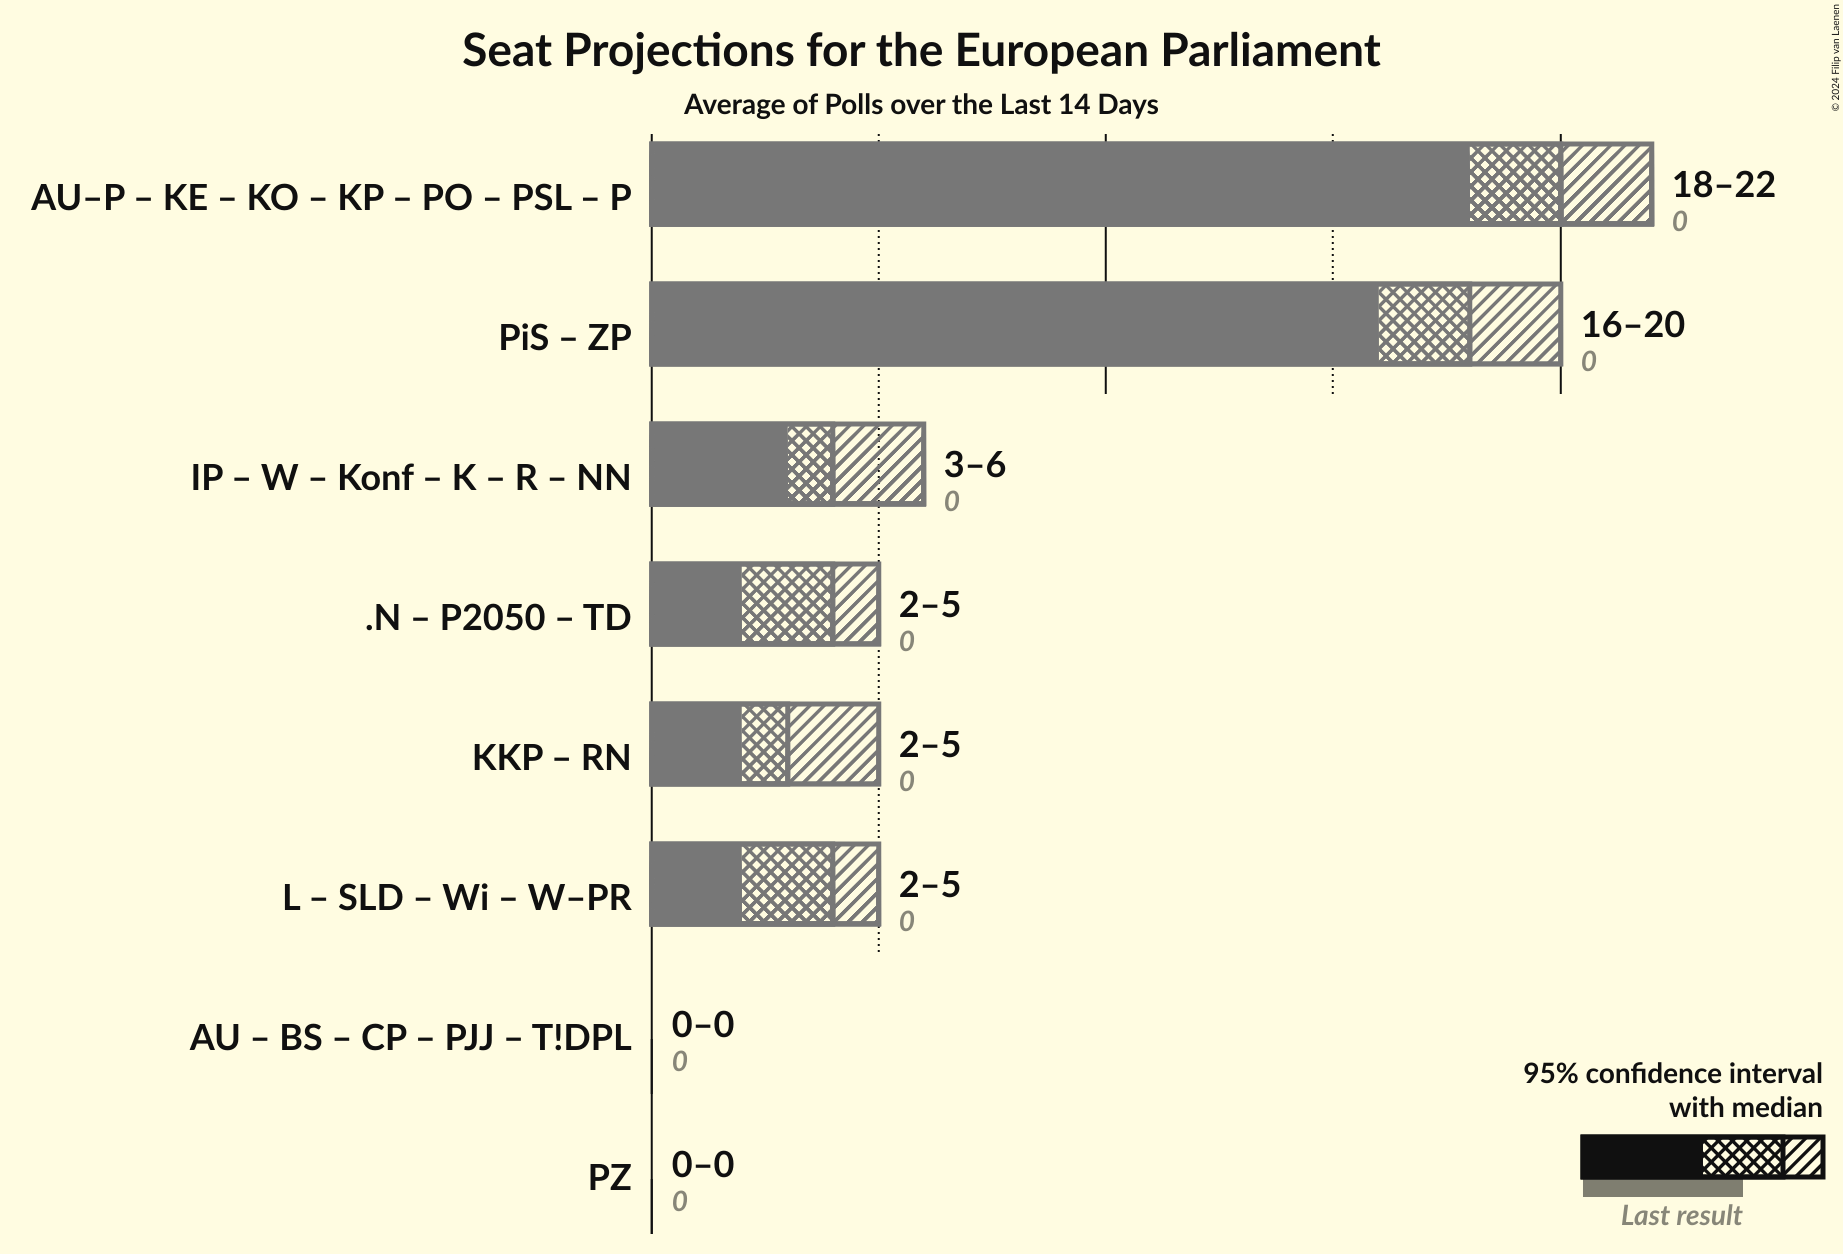 Seat Projections for the European Parliament
Average of Polls over the Last 14 Days
© 2024 Filip van Laenen
AU–P – KE – KO – KP – PO – PSL – P
18–22
0
PiS – ZP
16–20
0
IP – W – Konf – K – R – NN
3–6
0
.N – P2050 – TD
2–5
0
KKP – RN
2–5
0
L – SLD – Wi – W–PR
2–5
0
AU – BS – CP – PJJ – T!DPL
0–0
0
PZ
0–0
0
95% confidence interval
with median
Last result